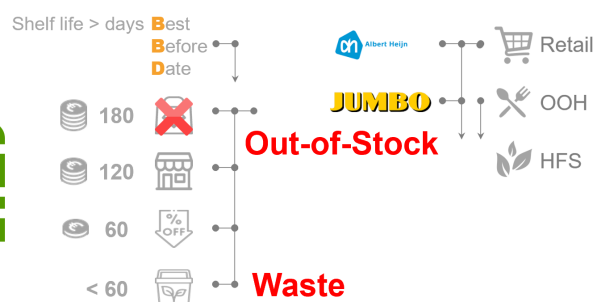 Shelf life > days Best
Before
Date
Albert Heijn
Retail
180
JUMBO
OOH
Out-of-Stock
120
HFS
60
%
OFF
< 60
Waste